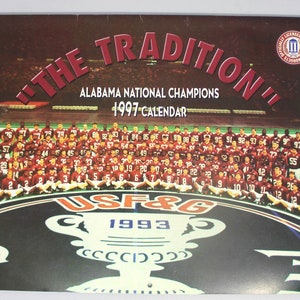 "THE TRADITION"
ALABAMA NATIONAL CHAMPIONS
1997 CALENDAR
USF&G
1993